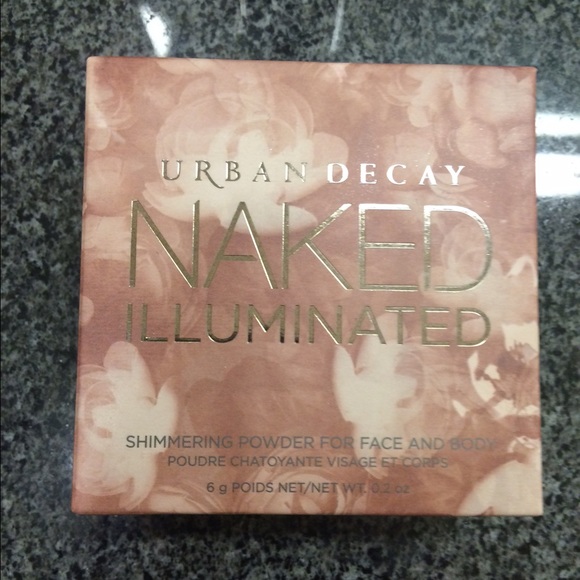 URBAN DECAY
NAKED
ILLUMINATED
SHIMMERING POWDER FOR FACE AND BODY
POUDRE CHATOYANTE VISAGE ET CORPS
6 g POIDS NET/NET WT. 0.2 oz